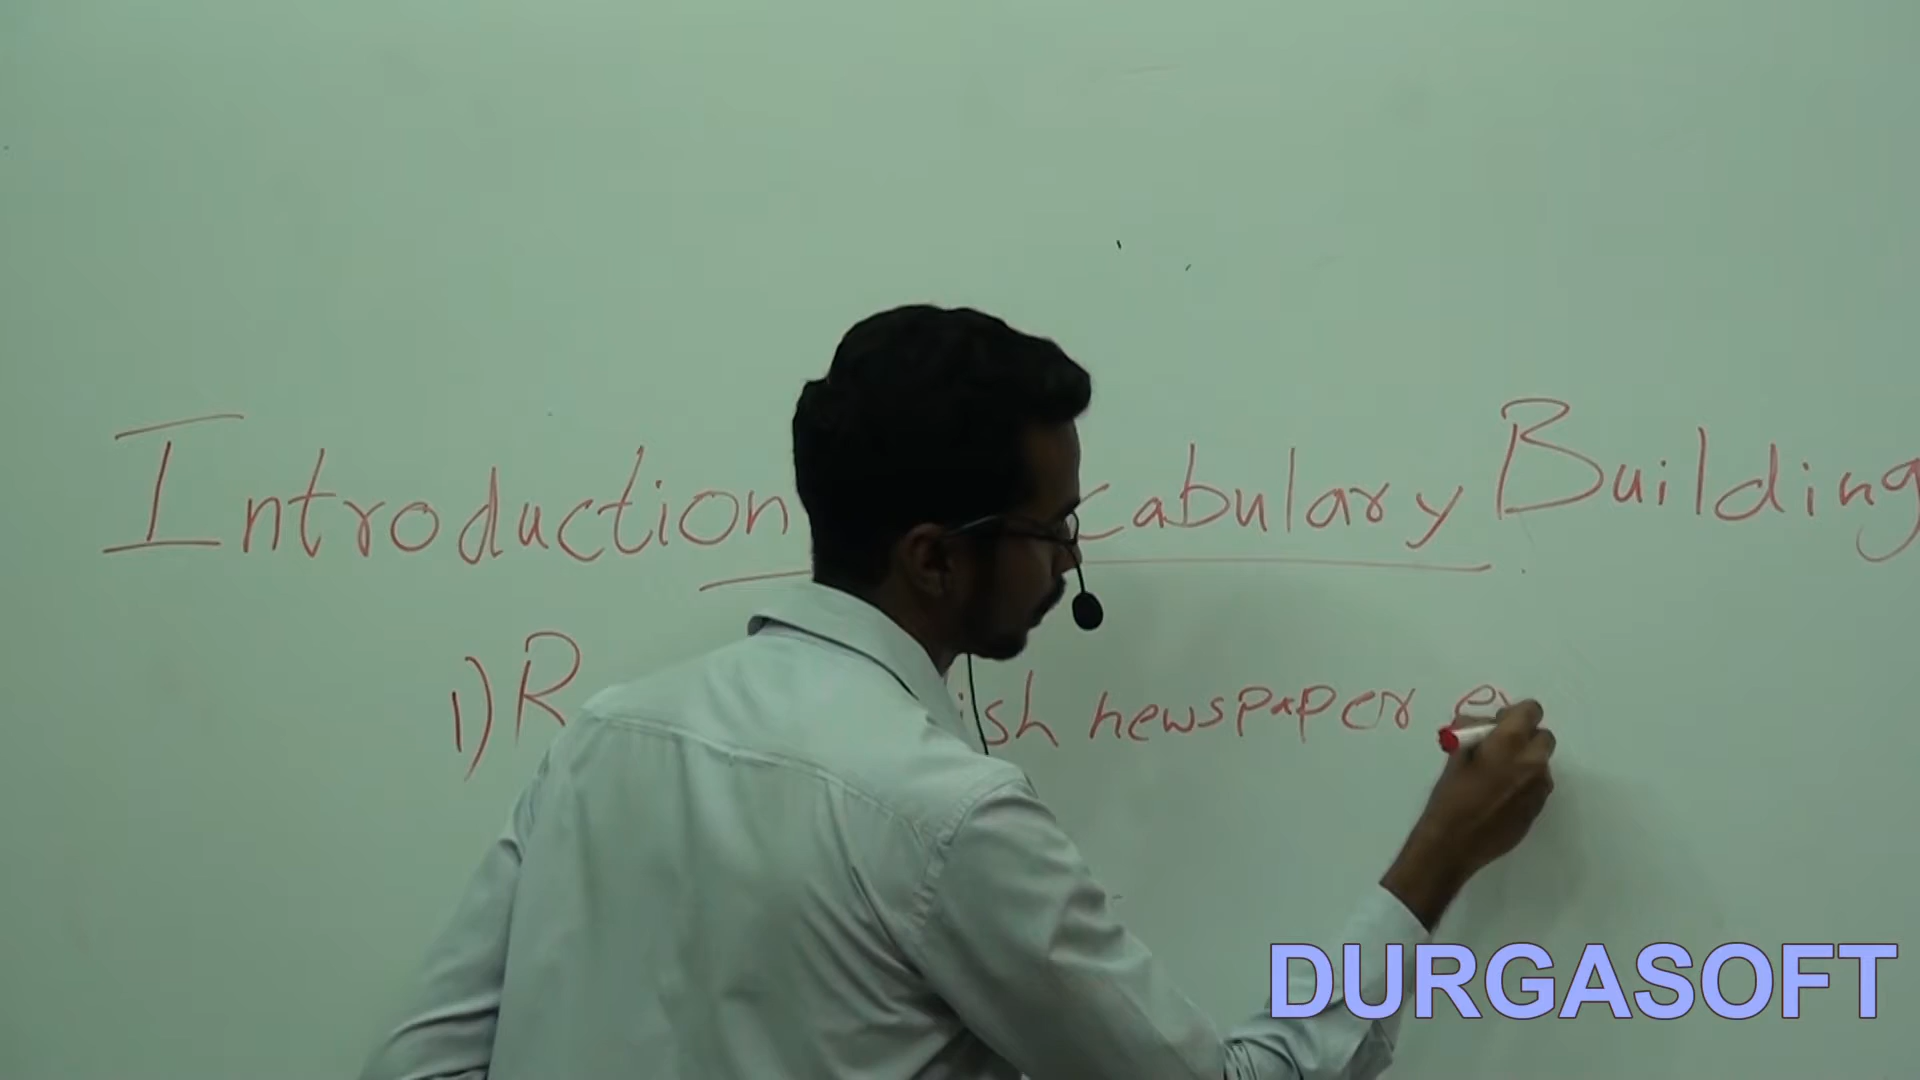 Introduction cabulary Building
1) R ish newspaper
DURGASOFT